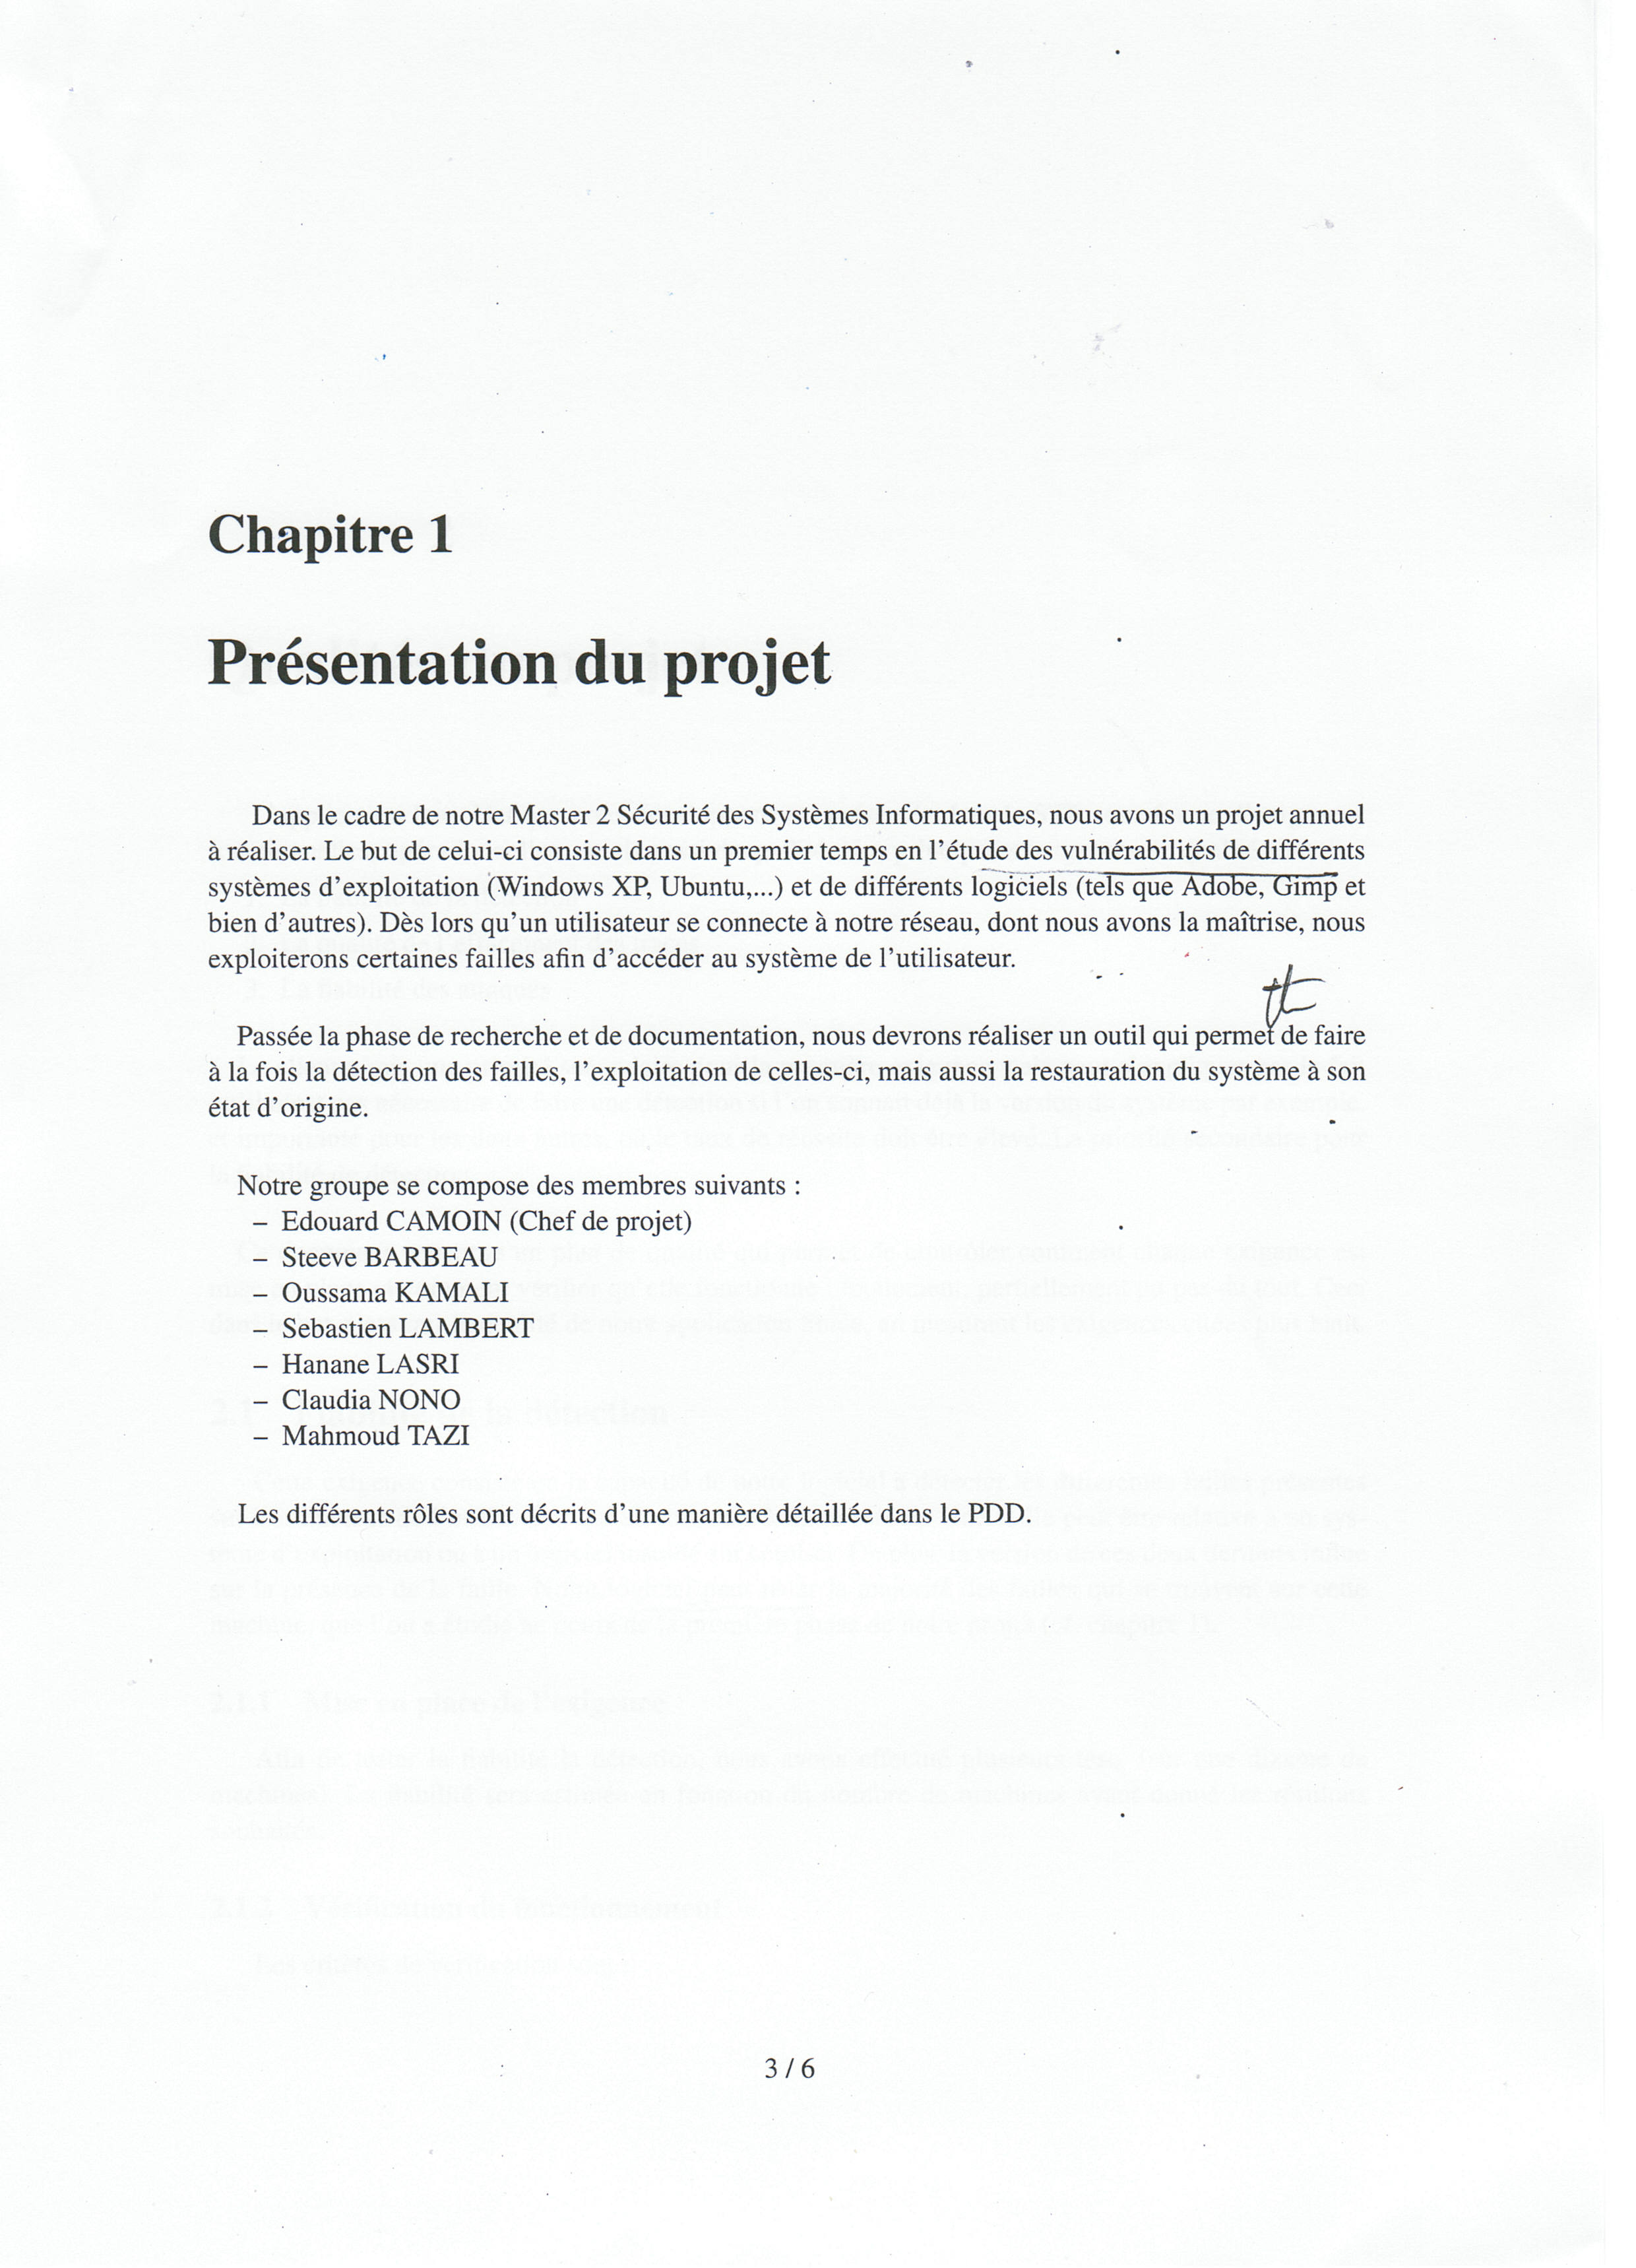 Chapitre 1
Présentation du projet
Dans le cadre de notre Master 2 Sécurité des Systèmes Informatiques, nous avons un projet annuel
à réaliser. Le but de celui-ci consiste dans un premier temps en l'étude des vulnérabilités de différents
systèmes d'exploitation (Windows XP, Ubuntu,...) et de différents logiciels (tels que Adobe, Gimp et
bien d'autres). Dès lors qu'un utilisateur se connecte à notre réseau, dont nous avons la maîtrise, nous
exploiterons certaines failles afin d'accéder au système de l'utilisateur.
Passée la phase de recherche et de documentation, nous devrons réaliser un outil qui permet de faire
à la fois la détection des failles, l'exploitation de celles-ci, mais aussi la restauration du système à son
état d'origine.
Notre groupe se compose des membres suivants :
– Edouard CAMOIN (Chef de projet)
– Steeve BARBEAU
– Oussama KAMALI
– Sebastien LAMBERT
– Hanane LASRI
– Claudia NONO
– Mahmoud TAZI
Les différents rôles sont décrits d'une manière détaillée dans le PDD.
3 / 6